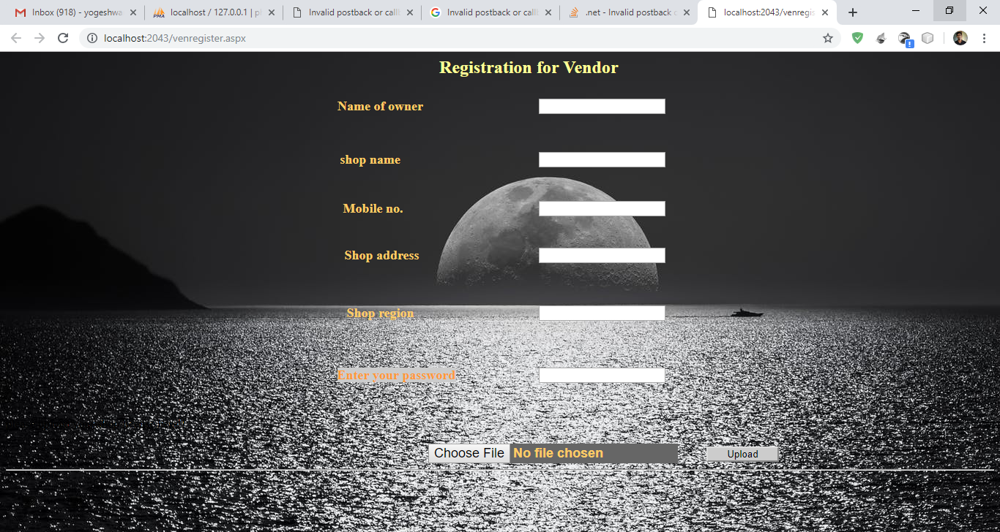 Inbox (918) - yogeshwa
localhost / 127.0.0.1 | p
Invalid postback or call
Invalid postback or call
.net - Invalid postback
localhost:2043/venregis
localhost:2043/venregister.aspx
Registration for Vendor
Name of owner
shop name
Mobile no.
Shop address
Shop region
Enter your password
Choose File No file chosen Upload